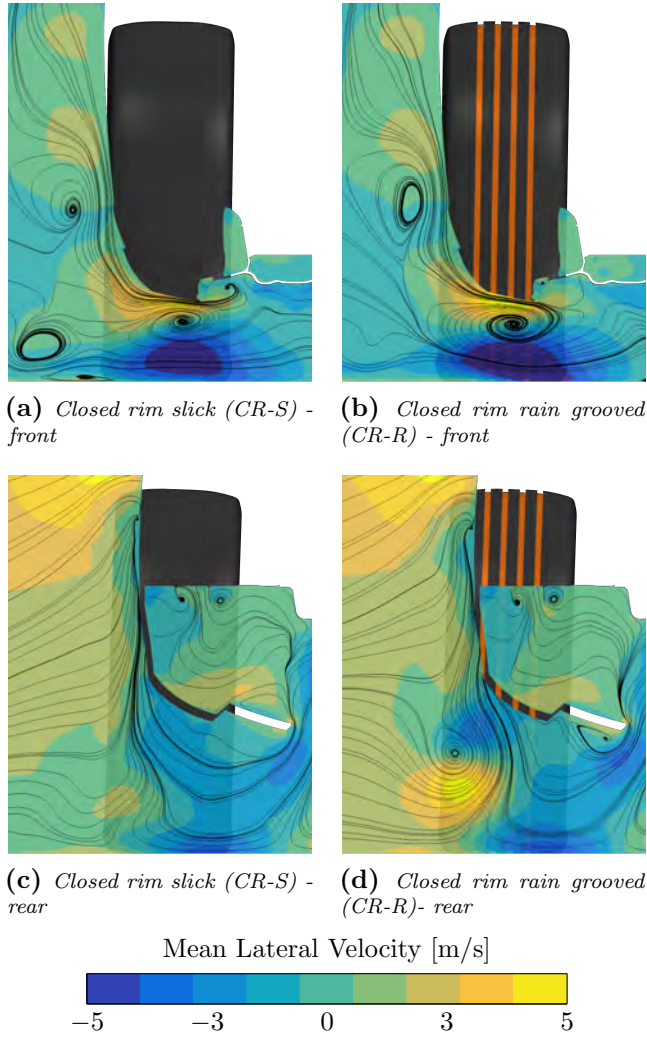 (a) Closed rim slick (CR-S) -
front
(b) Closed rim rain grooved
(CR-R) - front
(c) Closed rim slick (CR-S) -
rear
(d) Closed rim rain grooved
(CR-R)- rear
Mean Lateral Velocity [m/s]
−5 −3 0 3 5